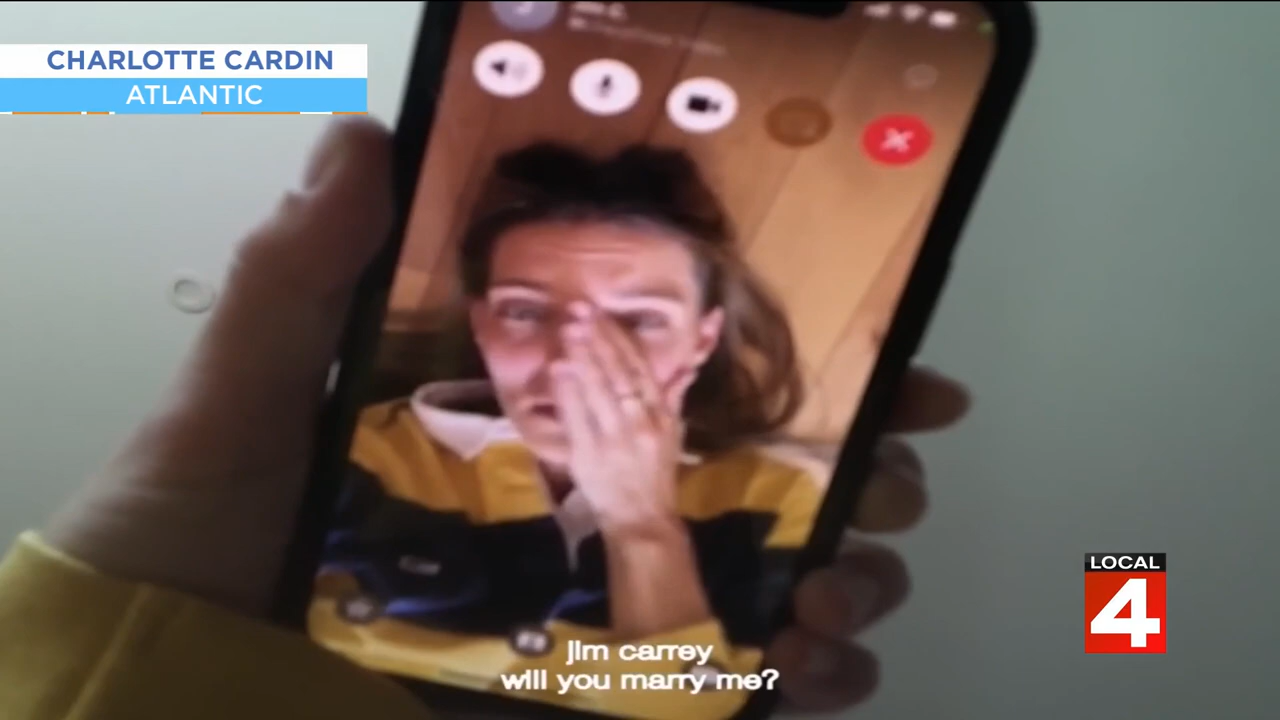 CHARLOTTE CARDIN
ATLANTIC
LOCAL
4
jim carrey
will you marry me?